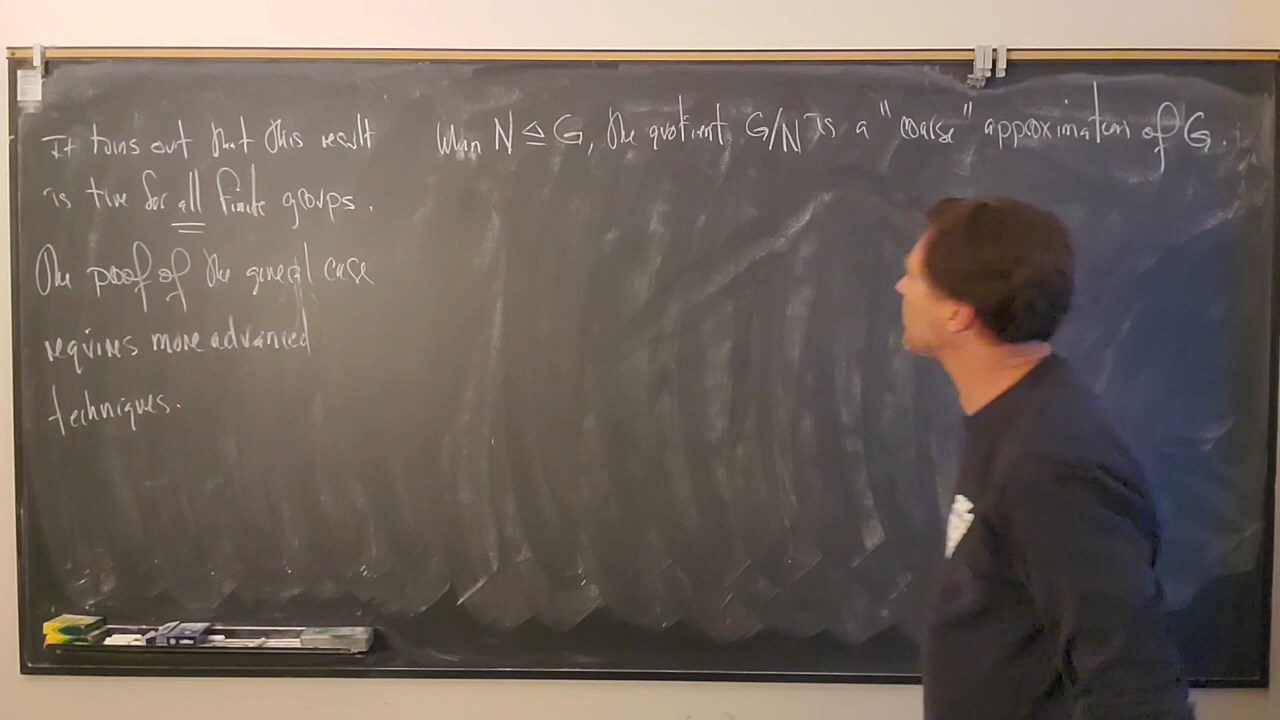 It turns out that this result
is true for all finite groups.
The proof of the general case
requires more advanced
techniques.
When N ⊴ G, the quotient G/N is a "coarse" approximation of G.